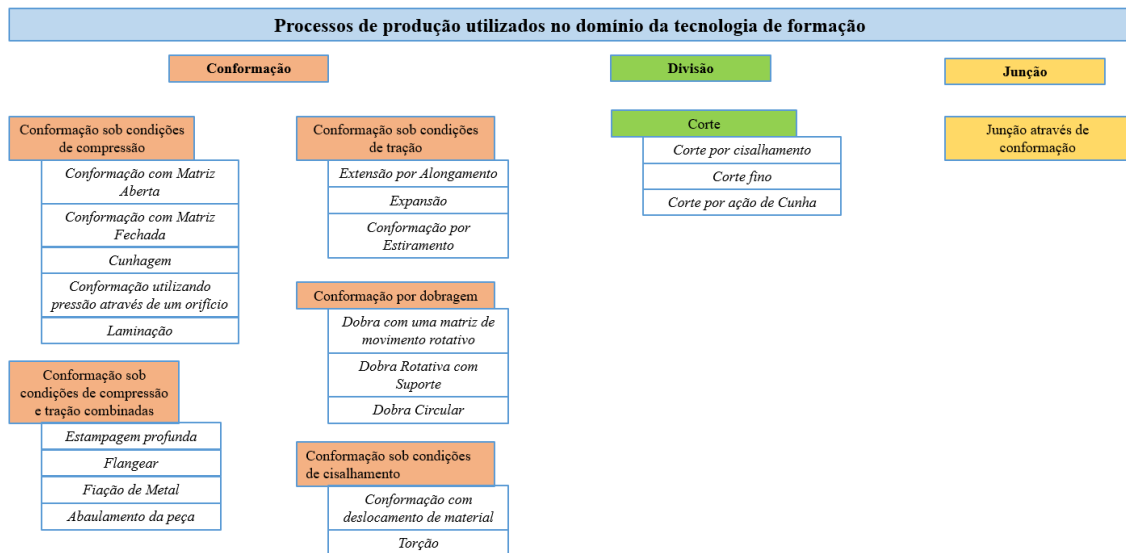 Processos de produção utilizados no domínio da tecnologia de formação
Conformação
Divisão
Junção
Conformação sob condições
de compressão
Conformação com Matriz
Aberta
Conformação com Matriz
Fechada
Cunhagem
Conformação utilizando
pressão através de um orifício
Laminação
Conformação sob
condições de compressão
e tração combinadas
Estampagem profunda
Flangear
Fiação de Metal
Abaulamento da peça
Conformação sob condições
de tração
Extensão por Alongamento
Expansão
Conformação por
Estiramento
Conformação por dobragem
Dobra com uma matriz de
movimento rotativo
Dobra Rotativa com
Suporte
Dobra Circular
Conformação sob condições
de cisalhamento
Conformação com
deslocamento de material
Torção
Corte
Corte por cisalhamento
Corte fino
Corte por ação de Cunha
Junção através de
conformação